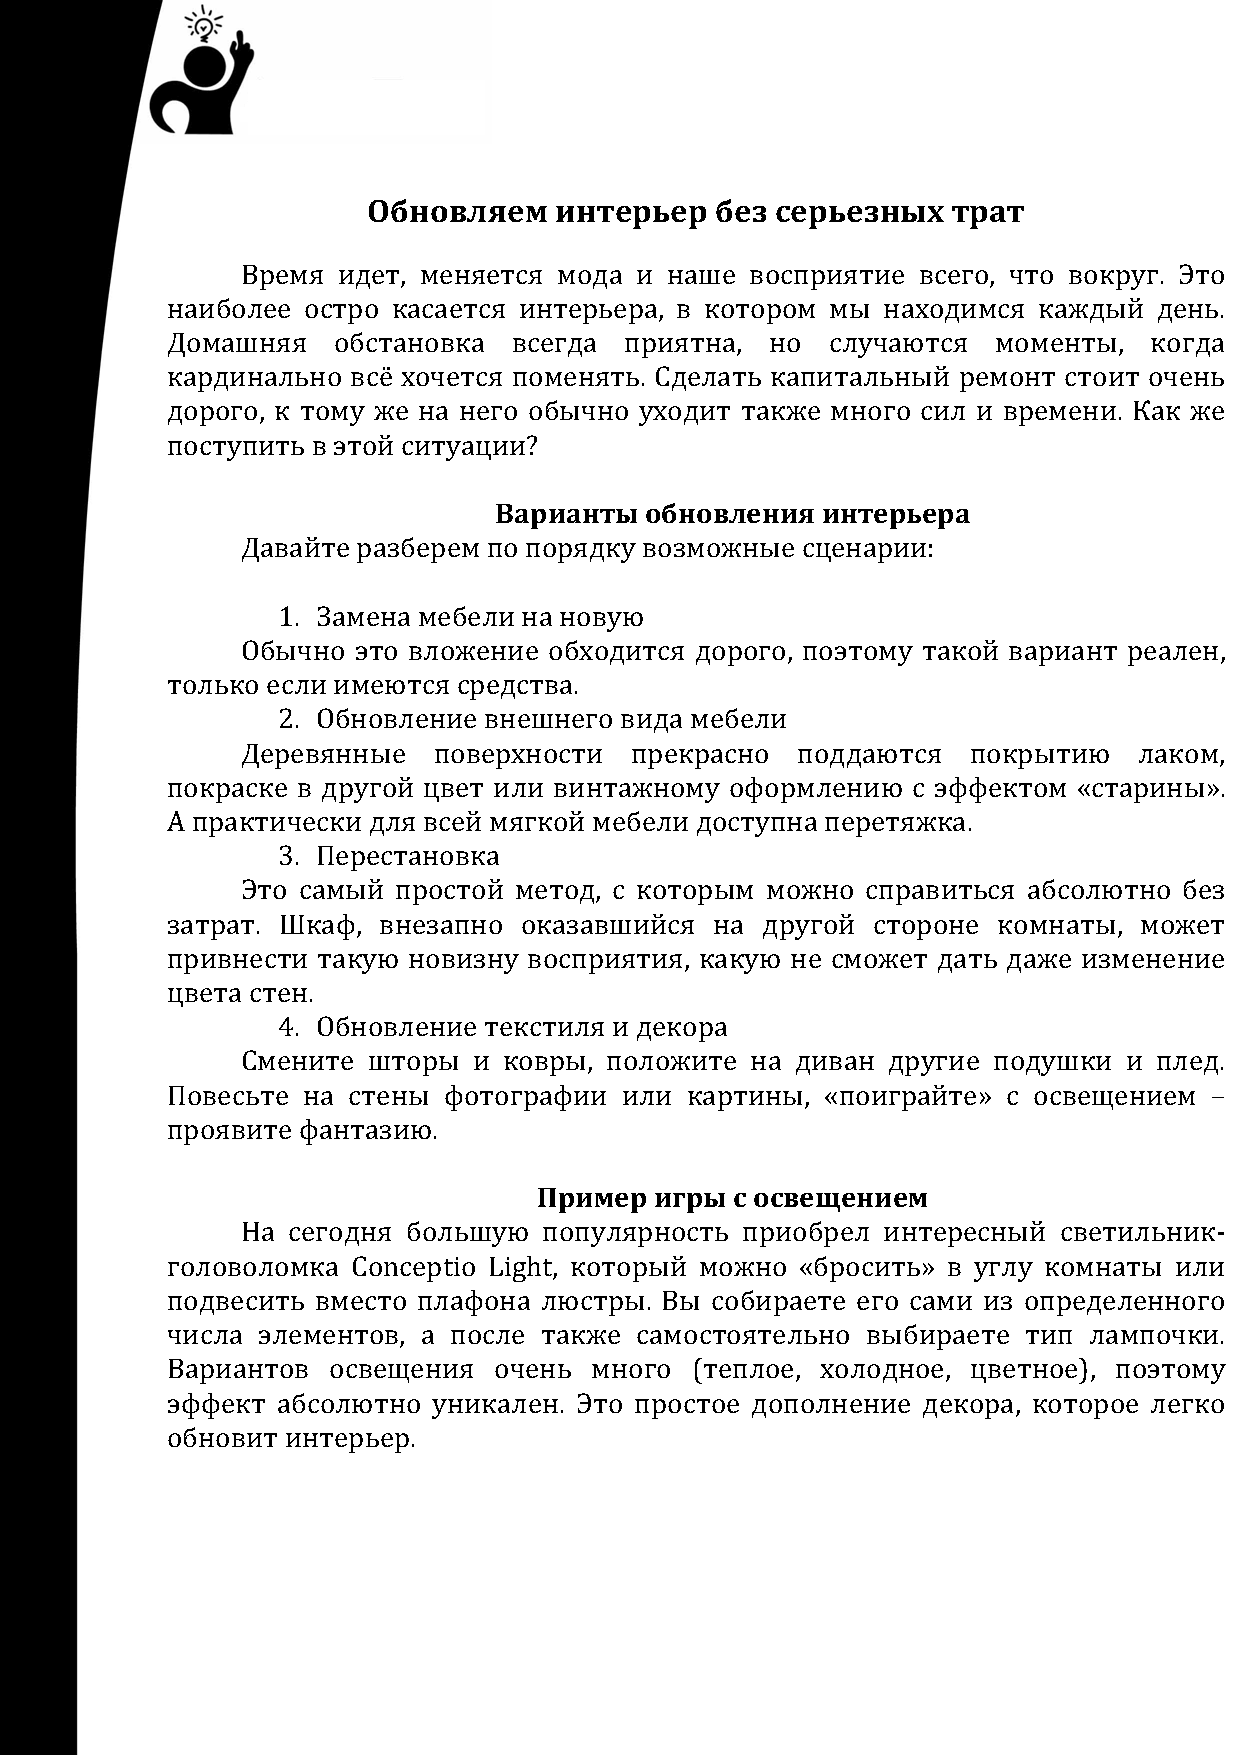 Обновляем интерьер без серьезных трат
Время идет, меняется мода и наше восприятие всего, что вокруг. Это
наиболее остро касается интерьера, в котором мы находимся каждый день.
Домашняя обстановка всегда приятна, но случаются моменты, когда
кардинально всё хочется поменять. Сделать капитальный ремонт стоит очень
дорого, к тому же на него обычно уходит также много сил и времени. Как же
поступить в этой ситуации?
Варианты обновления интерьера
Давайте разберем по порядку возможные сценарии:
1. Замена мебели на новую
Обычно это вложение обходится дорого, поэтому такой вариант реален,
только если имеются средства.
2. Обновление внешнего вида мебели
Деревянные поверхности прекрасно поддаются покрытию лаком,
покраске в другой цвет или винтажному оформлению с эффектом «старины».
А практически для всей мягкой мебели доступна перетяжка.
3. Перестановка
Это самый простой метод, с которым можно справиться абсолютно без
затрат. Шкаф, внезапно оказавшийся на другой стороне комнаты, может
привнести такую новизну восприятия, какую не сможет дать даже изменение
цвета стен.
4. Обновление текстиля и декора
Смените шторы и ковры, положите на диван другие подушки и плед.
Повесьте на стены фотографии или картины, «поиграйте» с освещением –
проявите фантазию.
Пример игры с освещением
На сегодня большую популярность приобрел интересный светильник-
головоломка Conceptio Light, который можно «бросить» в углу комнаты или
подвесить вместо плафона люстры. Вы собираете его сами из определенного
числа элементов, а после также самостоятельно выбираете тип лампочки.
Вариантов освещения очень много (теплое, холодное, цветное), поэтому
эффект абсолютно уникален. Это простое дополнение декора, которое легко
обновит интерьер.